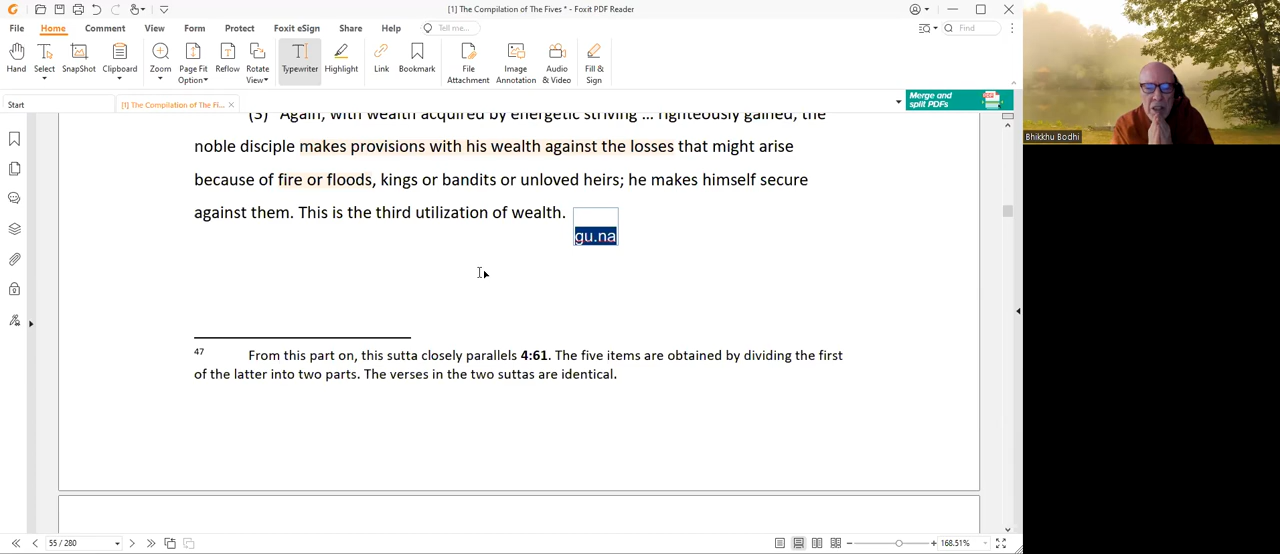 [1] The Compilation of The Fives * - Foxit PDF Reader
File Home Comment View Form Protect Foxit eSign Share Help Tell me... Find
Hand Select SnapShot Clipboard Zoom Page Fit Option Reflow Rotate View Typewriter Highlight Link Bookmark File Attachment Image Annotation Audio & Video Fill & Sign
Start [1] The Compilation of The Fi... Merge and split PDFs
(3) Again, with wealth acquired by energetic striving ... righteously gained, the
noble disciple makes provisions with his wealth against the losses that might arise
because of fire or floods, kings or bandits or unloved heirs; he makes himself secure
against them. This is the third utilization of wealth.
gu.na
47 From this part on, this sutta closely parallels 4:61. The five items are obtained by dividing the first
of the latter into two parts. The verses in the two suttas are identical.
55 / 280 168.51%
Bhikkhu Bodhi